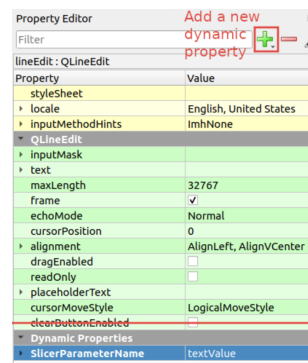 Property Editor
Add a new
dynamic
property
Filter
lineEdit : QLineEdit
Property Value
styleSheet
locale English, United States
inputMethodHints ImhNone
QLineEdit
inputMask
text
maxLength 32767
frame
echoMode Normal
cursorPosition 0
alignment AlignLeft, AlignVCenter
dragEnabled
readOnly
placeholderText
cursorMoveStyle LogicalMoveStyle
clearButtonEnabled
Dynamic Properties
SlicerParameterName textValue